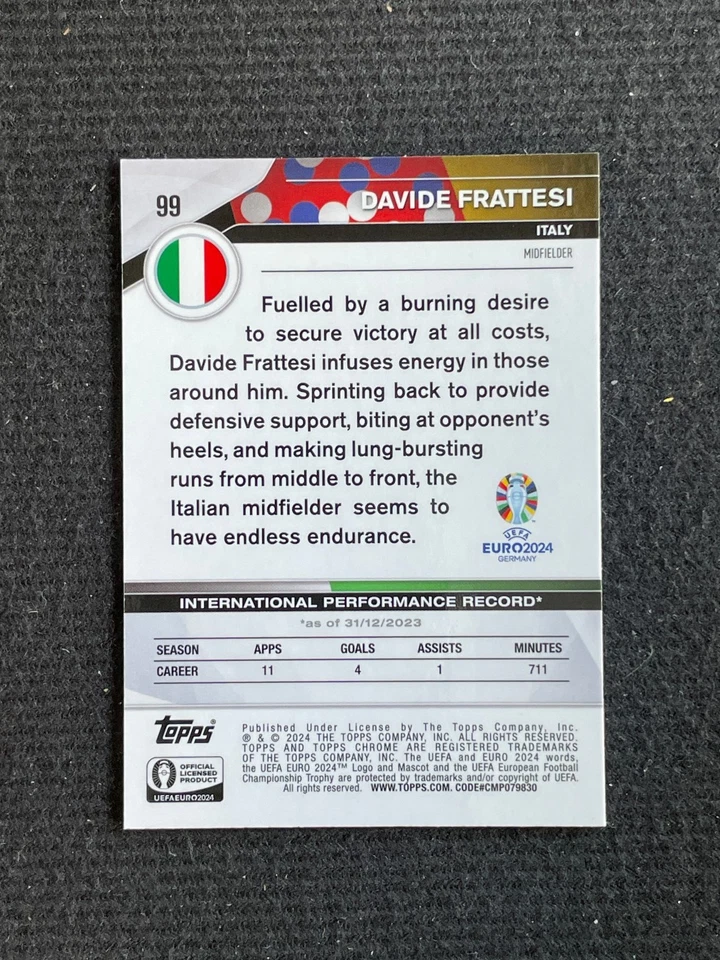 99
DAVIDE FRATTESI
ITALY
MIDFIELDER
Fuelled by a burning desire
to secure victory at all costs,
Davide Frattesi infuses energy in those
around him. Sprinting back to provide
defensive support, biting at opponent's
heels, and making lung-bursting
runs from middle to front, the
Italian midfielder seems to
have endless endurance.
UEFA
EURO2024
GERMANY
INTERNATIONAL PERFORMANCE RECORD*
*as of 31/12/2023
SEASON APPS GOALS ASSISTS MINUTES
CAREER 11 4 1 711
Topps®
OFFICIAL
LICENSED
PRODUCT
UEFAEURO2024
Published Under License by The Topps Company, Inc.
® & © 2024 THE TOPPS COMPANY, INC. ALL RIGHTS RESERVED.
TOPPS AND TOPPS CHROME ARE REGISTERED TRADEMARKS
OF THE TOPPS COMPANY, INC. The UEFA and EURO 2024 words,
the UEFA EURO 2024™ Logo and Mascot and the UEFA European Football
Championship Trophy are protected by trademarks and/or copyright of UEFA.
All rights reserved. WWW.TOPPS.COM. CODE#CMP079830